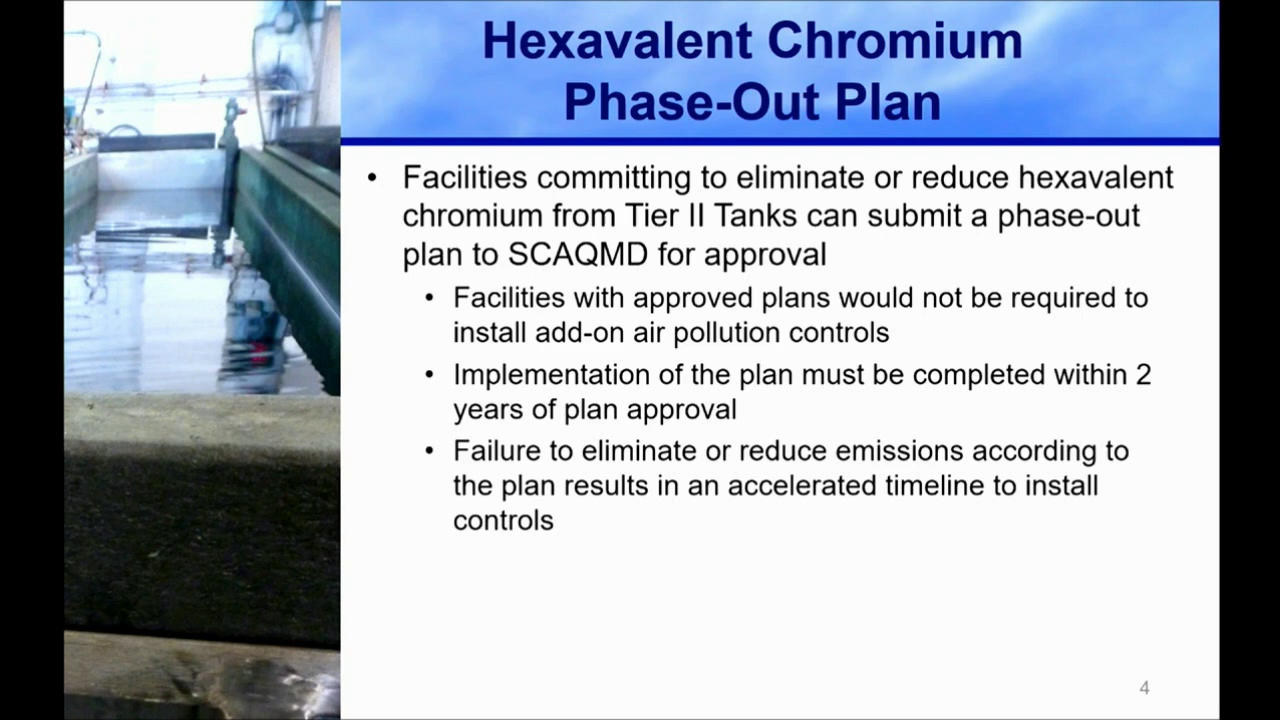 Hexavalent Chromium
Phase-Out Plan
• Facilities committing to eliminate or reduce hexavalent
chromium from Tier II Tanks can submit a phase-out
plan to SCAQMD for approval
• Facilities with approved plans would not be required to
install add-on air pollution controls
• Implementation of the plan must be completed within 2
years of plan approval
• Failure to eliminate or reduce emissions according to
the plan results in an accelerated timeline to install
controls
4